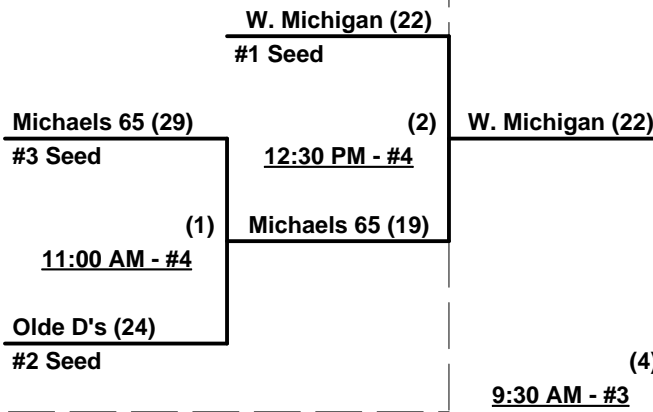 W. Michigan (22)
#1 Seed
Michaels 65 (29)
(2)
W. Michigan (22)
#3 Seed
12:30 PM - #4
(1)
Michaels 65 (19)
11:00 AM - #4
Olde D's (24)
#2 Seed
(4)
9:30 AM - #3